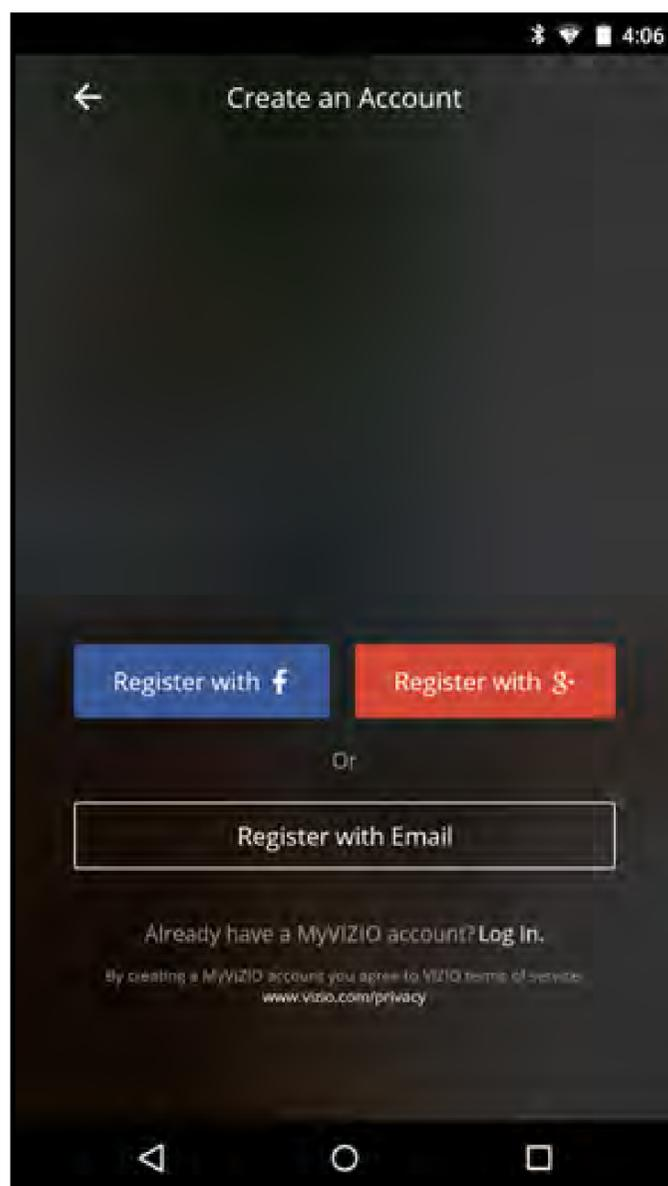 4:06
Create an Account
Register with f
Register with g+
Or
Register with Email
Already have a MyVIZIO account? Log In.
By creating a MyVIZIO account you agree to VIZIO terms of service.
www.vizio.com/privacy